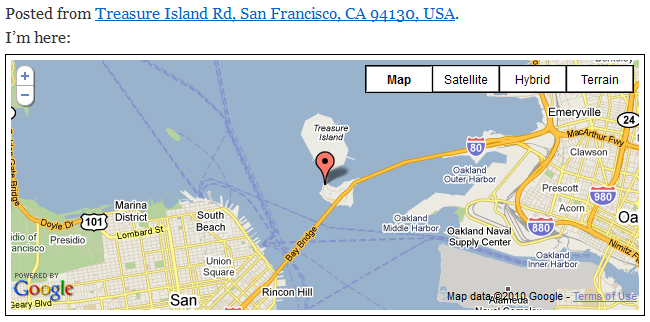 Posted from Treasure Island Rd, San Francisco, CA 94130, USA.
I'm here:
+
Map Satellite Hybrid Terrain
−
Berkeley
Emeryville
24
Treasure
Island
MacArthur Fwy
80
Clawson
Oakland
Outer Harbor
Prescott
980
Marina
District
101
Doyle Dr
South
Beach
Acorn
Oakland
Middle Harbor
Oa
Lombard St
880
Presidio
Oakland Naval
Supply Center
idio of
ancisco
Bay Bridge
Nimitz Fw
Union
Square
Oakland
Inner Harbor
POWERED BY
Google
Rincon Hill
Geary Blvd
San
Map data ©2010 Google - Terms of Use
Alameda